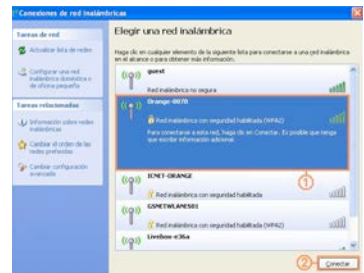 Conexiones de red inalámbricas
Tareas de red
Actualizar lista de redes
Configurar una red
inalámbrica doméstica o
de oficina pequeña
Tareas relacionadas
Información sobre redes
inalámbricas
Cambiar el orden de las
redes preferidas
Cambiar configuración
avanzada
Elegir una red inalámbrica
Haga clic en cualquier elemento de la siguiente lista para conectarse a una red inalámbrica
en el alcance o para obtener más información.
guest
Red inalámbrica no segura
Orange-007B
Red inalámbrica con seguridad habilitada (WPA2)
Para conectarse a esta red, haga clic en Conectar. Es posible que tenga
que escribir información adicional.
1
ICNET-ORANGE
Red inalámbrica con seguridad habilitada
Red inalámbrica con seguridad habilitada (WPA2)
Livebox-e36a
2
Conectar